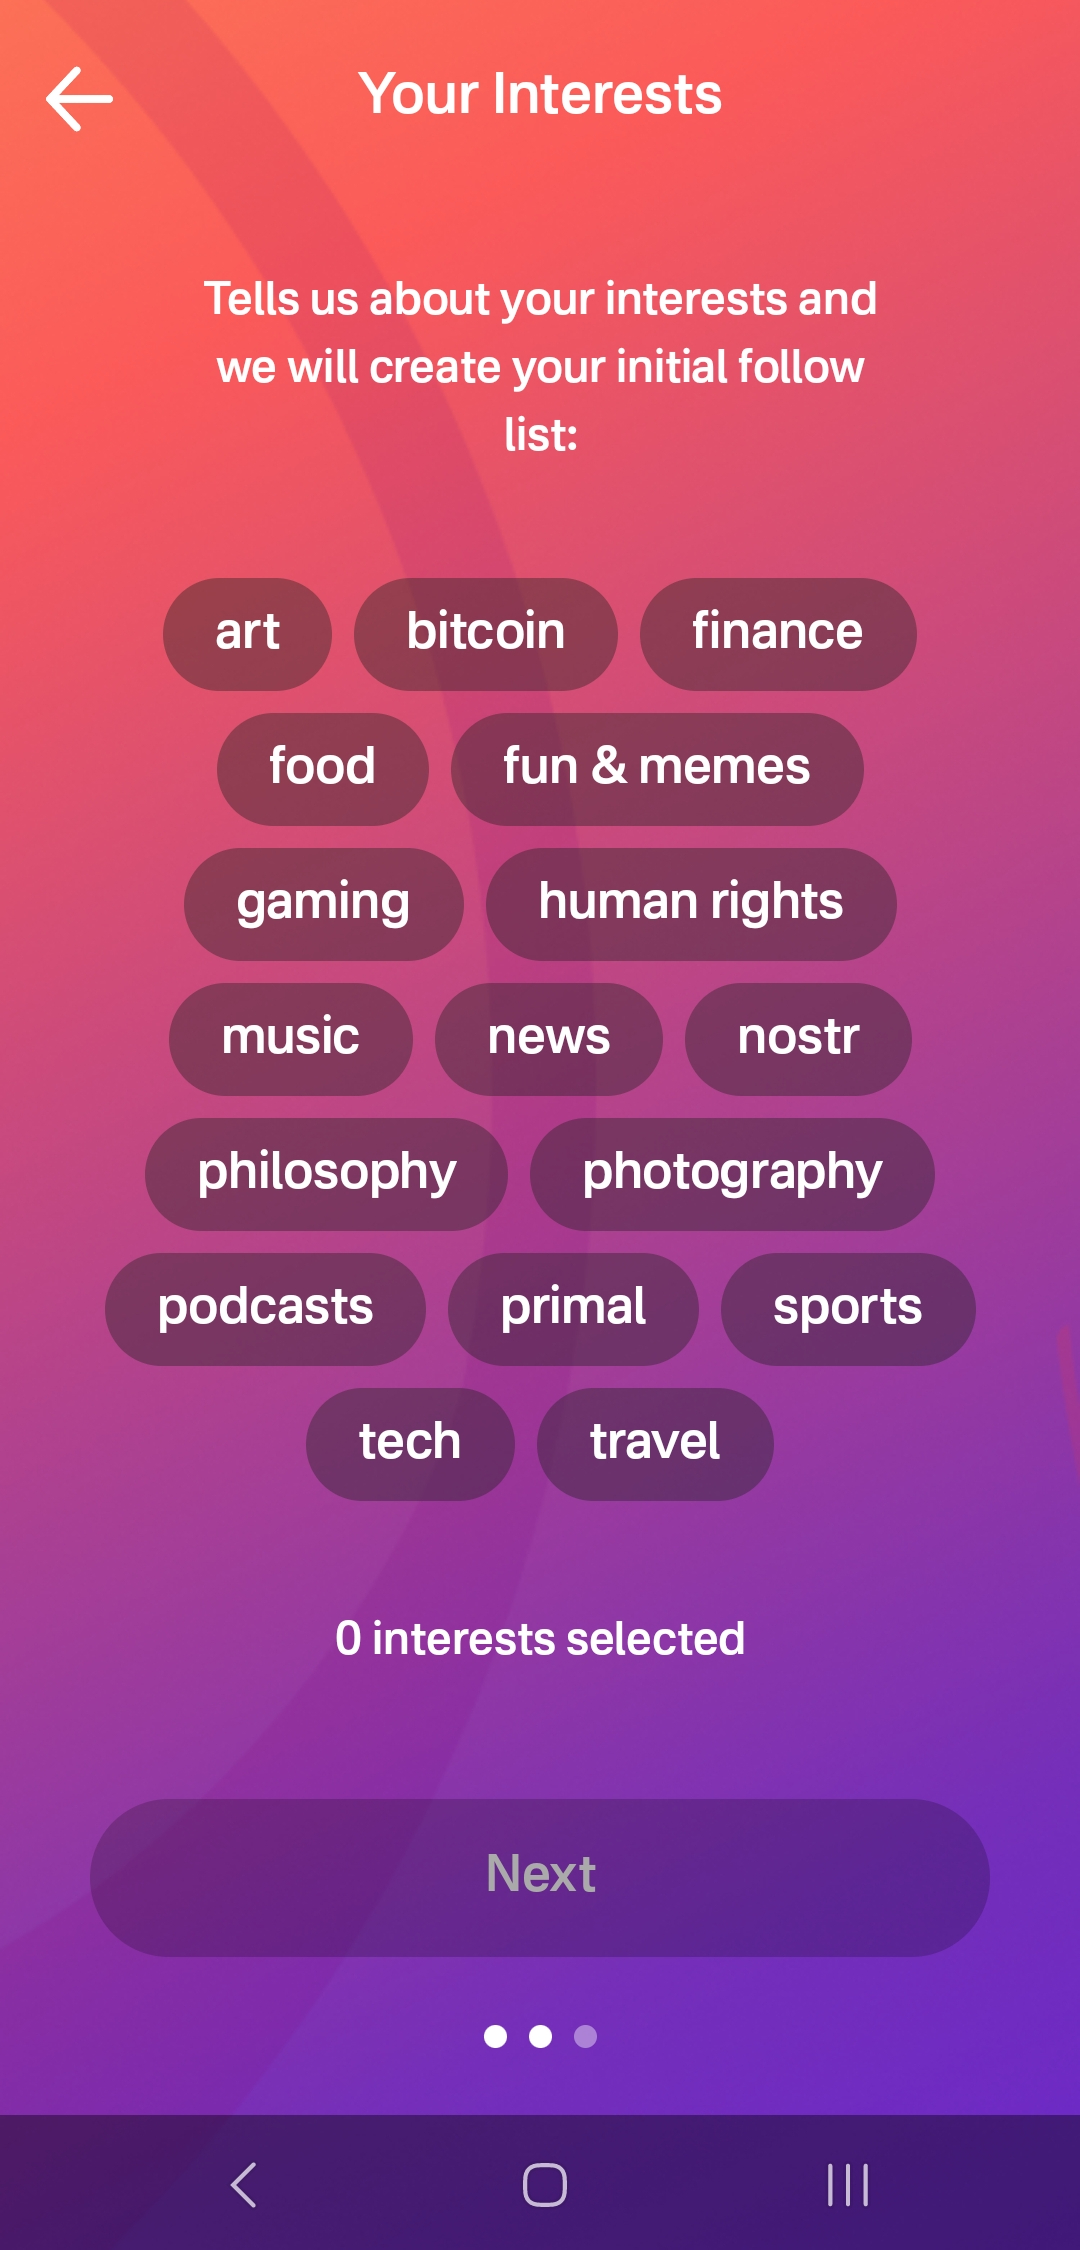 Your Interests
Tells us about your interests and
we will create your initial follow
list:
art bitcoin finance
food fun & memes
gaming human rights
music news nostr
philosophy photography
podcasts primal sports
tech travel
0 interests selected
Next